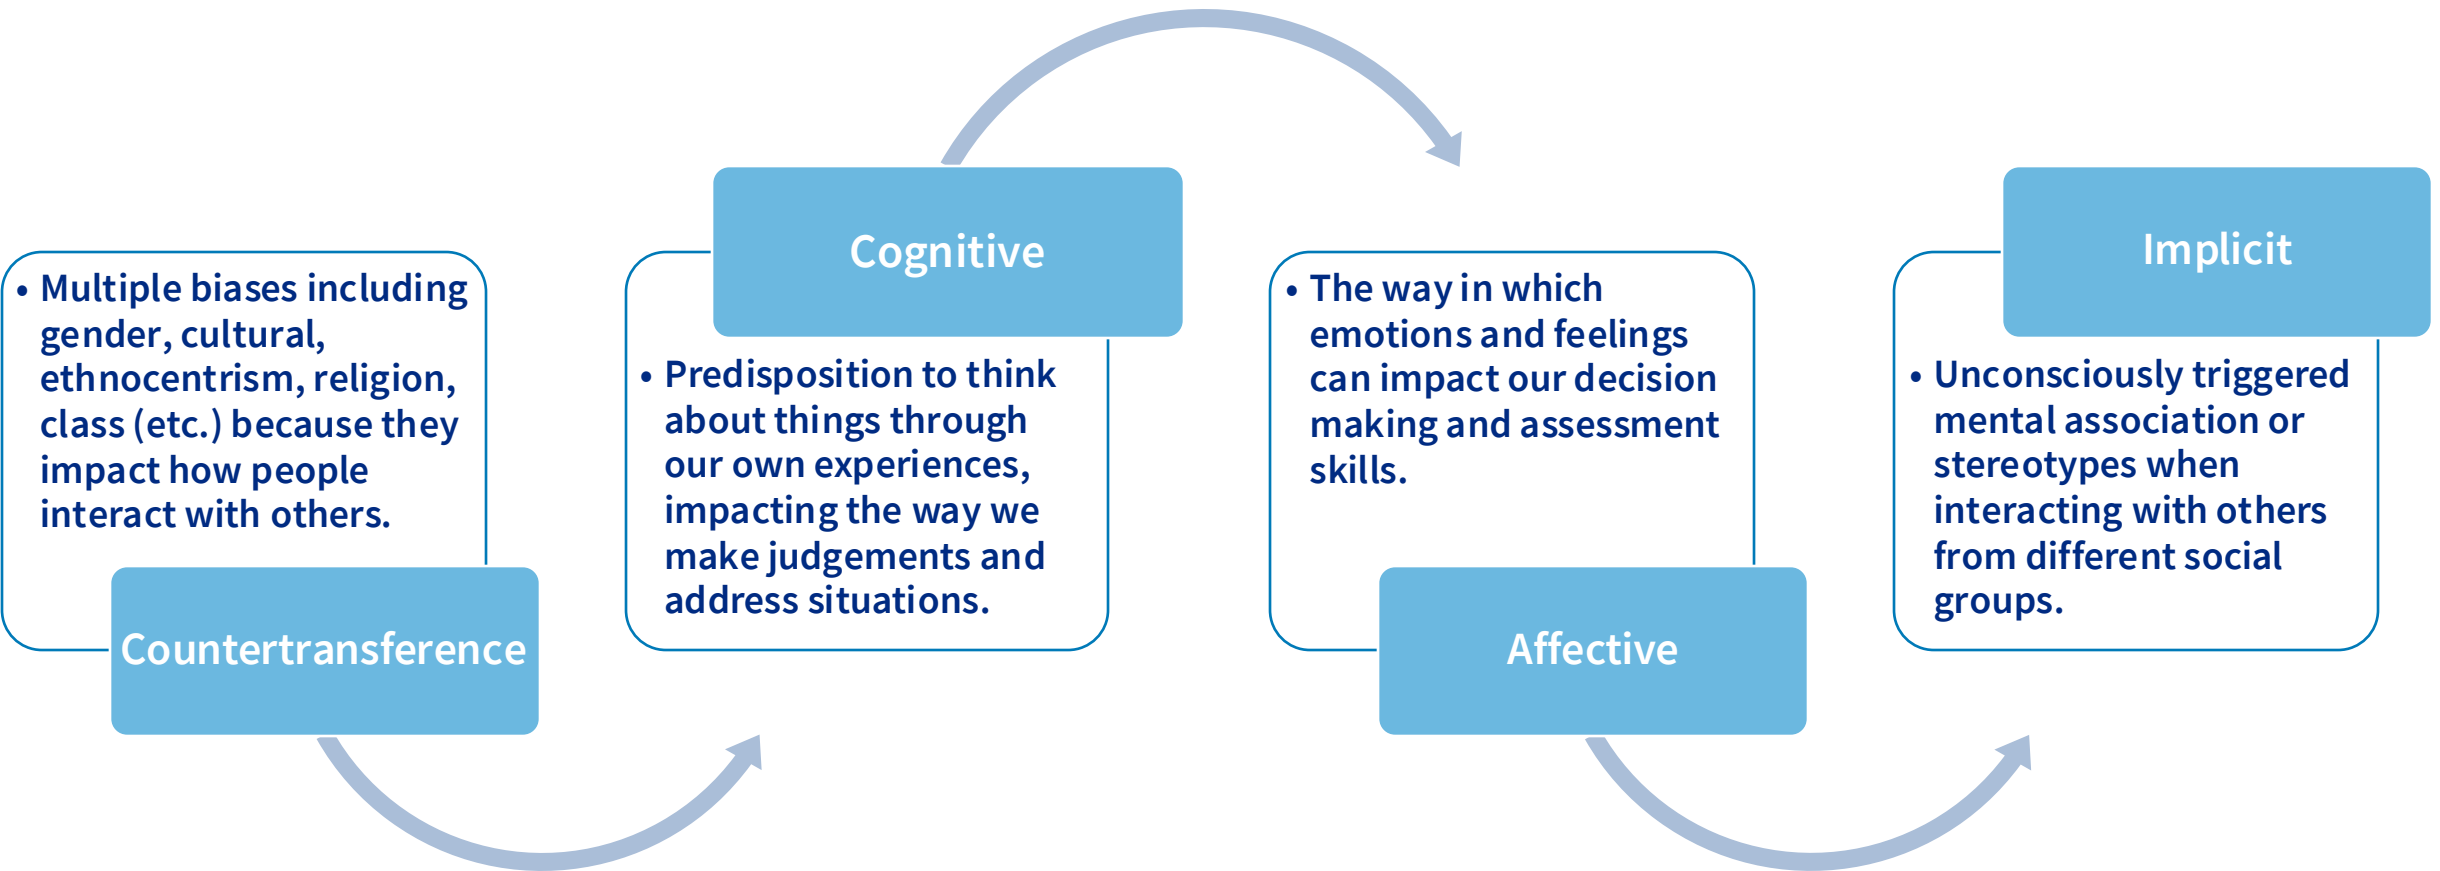 • Multiple biases including
gender, cultural,
ethnocentrism, religion,
class (etc.) because they
impact how people
interact with others.
Countertransference
Cognitive
• Predisposition to think
about things through
our own experiences,
impacting the way we
make judgements and
address situations.
• The way in which
emotions and feelings
can impact our decision
making and assessment
skills.
Affective
Implicit
• Unconsciously triggered
mental association or
stereotypes when
interacting with others
from different social
groups.